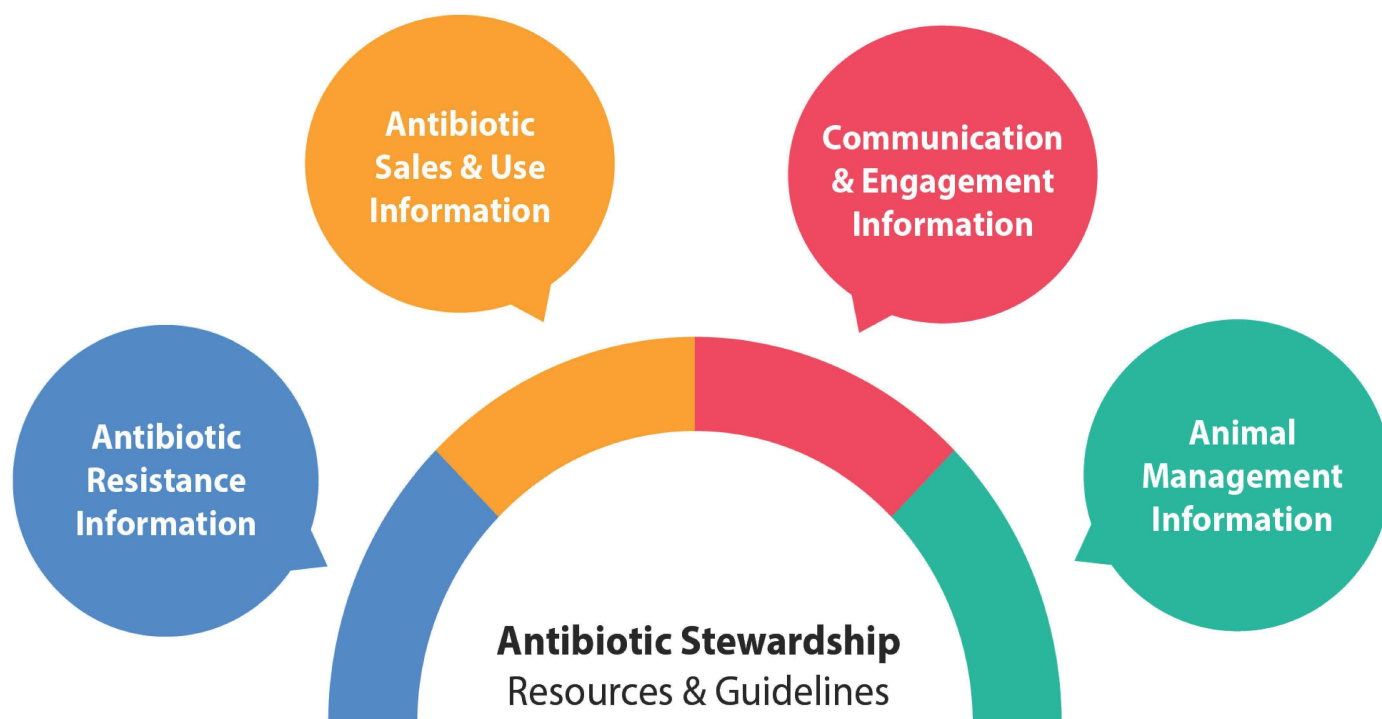 Antibiotic
Sales & Use
Information
Communication
& Engagement
Information
Antibiotic
Resistance
Information
Animal
Management
Information
Antibiotic Stewardship
Resources & Guidelines